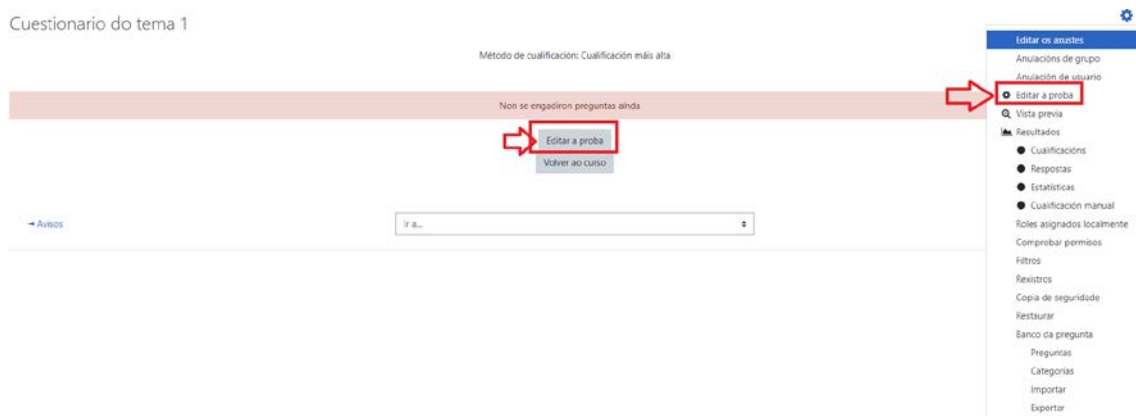 Cuestionario do tema 1
Método de cualificación: Cualificación máis alta
Non se engadiron preguntas aínda
Editar a proba
Volver ao curso
Avisos
Ir a...
Editar os axustes
Anulacións de grupo
Anulación de usuario
Editar a proba
Vista previa
Resultados
Cualificacións
Respostas
Estatísticas
Cualificación manual
Roles asignados localmente
Comprobar permisos
Filtros
Rexistros
Copia de seguridade
Restaurar
Banco da pregunta
Preguntas
Categorías
Importar
Exportar